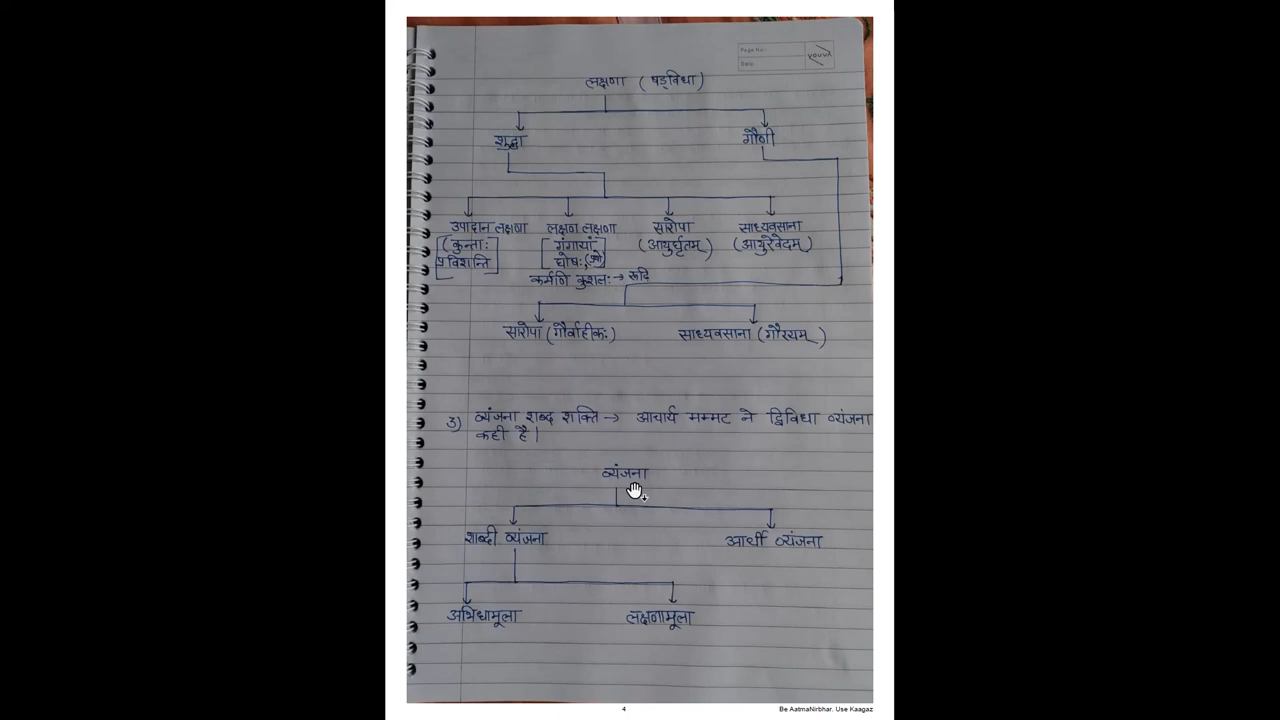 Page No:
Date:
YOUVA
लक्षणा ( षड्विधा)
शुद्धा गौणी
उपादान लक्षणा लक्षण लक्षणा सारोपा साध्यवसाना
(कुन्ताः गंगायां (आयुर्घृतम्) (आयुरेवेदम्)
प्रविशान्ति घोषः
कर्मणि कुशलः → रूढि
सारोपा (गौर्वाहीकः) साध्यवसाना (गौरयम्)
3) व्यंजना शब्द शक्ति → आचार्य मम्मट ने द्विविधा व्यंजना
कही है।
व्यंजना
शाब्दी व्यंजना आर्थी व्यंजना
अभिधामूला लक्षणामूला
4 Be AatmaNirbhar. Use Kaagaz